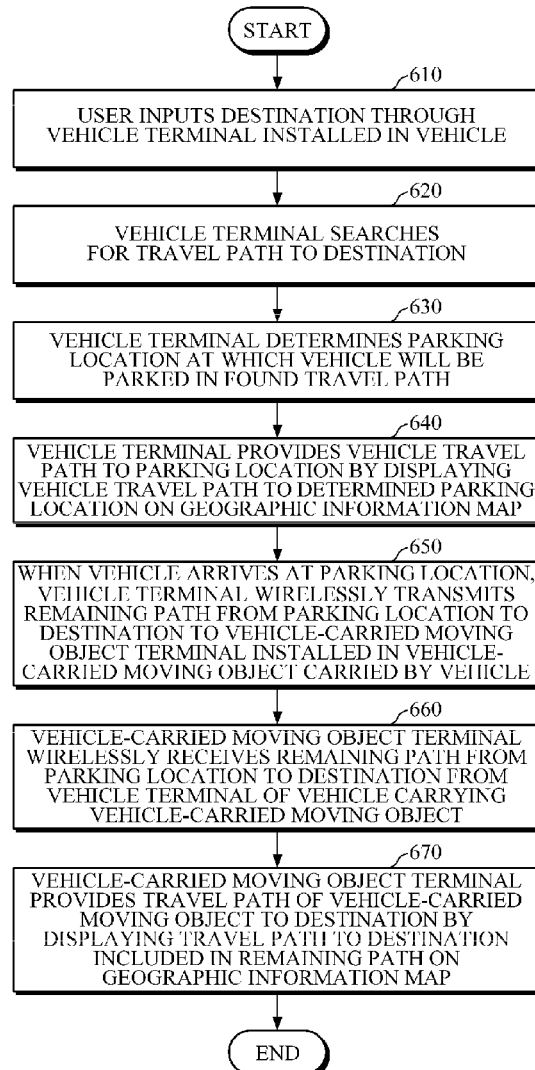 START
610
USER INPUTS DESTINATION THROUGH
VEHICLE TERMINAL INSTALLED IN VEHICLE
620
VEHICLE TERMINAL SEARCHES
FOR TRAVEL PATH TO DESTINATION
630
VEHICLE TERMINAL DETERMINES PARKING
LOCATION AT WHICH VEHICLE WILL BE
PARKED IN FOUND TRAVEL PATH
640
VEHICLE TERMINAL PROVIDES VEHICLE TRAVEL
PATH TO PARKING LOCATION BY DISPLAYING
VEHICLE TRAVEL PATH TO DETERMINED PARKING
LOCATION ON GEOGRAPHIC INFORMATION MAP
650
WHEN VEHICLE ARRIVES AT PARKING LOCATION,
VEHICLE TERMINAL WIRELESSLY TRANSMITS
REMAINING PATH FROM PARKING LOCATION TO
DESTINATION TO VEHICLE-CARRIED MOVING
OBJECT TERMINAL INSTALLED IN VEHICLE-
CARRIED MOVING OBJECT CARRIED BY VEHICLE
660
VEHICLE-CARRIED MOVING OBJECT TERMINAL
WIRELESSLY RECEIVES REMAINING PATH FROM
PARKING LOCATION TO DESTINATION FROM
VEHICLE TERMINAL OF VEHICLE CARRYING
VEHICLE-CARRIED MOVING OBJECT
670
VEHICLE-CARRIED MOVING OBJECT TERMINAL
PROVIDES TRAVEL PATH OF VEHICLE-CARRIED
MOVING OBJECT TO DESTINATION BY
DISPLAYING TRAVEL PATH TO DESTINATION
INCLUDED IN REMAINING PATH ON
GEOGRAPHIC INFORMATION MAP
END